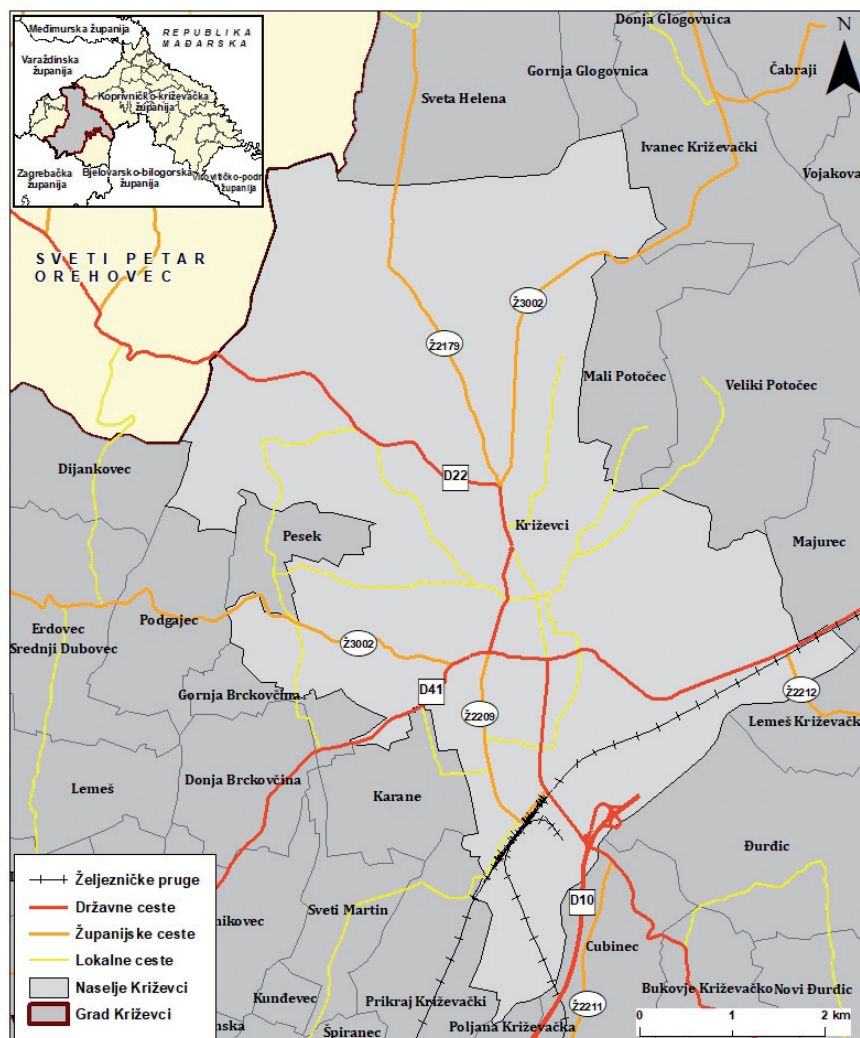 Međimurska županija
REPUBLIKA
MAĐARSKA
Varaždinska
županija
Koprivničko-križevačka
županija
Zagrebačka
županija
Bjelovarsko-bilogorska
županija
županija
Donja Glogovnica
N
Gornja Glogovnica
Čabraji
Sveta Helena
Ivanec Križevački
Vojakova
SVETI PETAR
OREHOVEC
Ž3002
Ž2179
Mali Potočec
Veliki Potočec
Dijankovec
D22
Križevci
Pesek
Majurec
Podgajec
Erdovec
Srednji Dubovec
Ž3002
Gornja Brckovčina
D41
Ž2209
Ž2212
Lemeš Križevačk
Donja Brckovčina
Lemeš
Karane
Đurđic
Željezničke pruge
Državne ceste
Županijske ceste
Lokalne ceste
Naselje Križevci
Grad Križevci
nikovec
Sveti Martin
D10
Cubinec
Kunđevec
Prikraj Križevački
Bukovje Križevačko
Novi Đurđic
Ž2211
mska
Špiranec
Poljana Križevačka
0 1 2 km